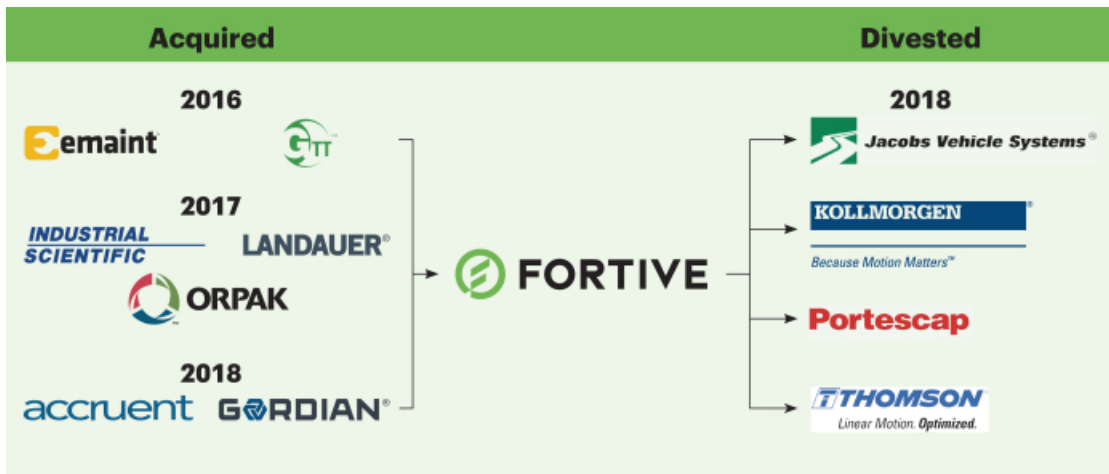 Acquired
Divested
2016
emaint
GTT
2017
INDUSTRIAL
SCIENTIFIC
LANDAUER®
ORPAK
2018
accruent
GORDIAN®
FORTIVE
2018
Jacobs Vehicle Systems®
KOLLMORGEN®
Because Motion Matters™
Portescap
THOMSON
Linear Motion. Optimized.